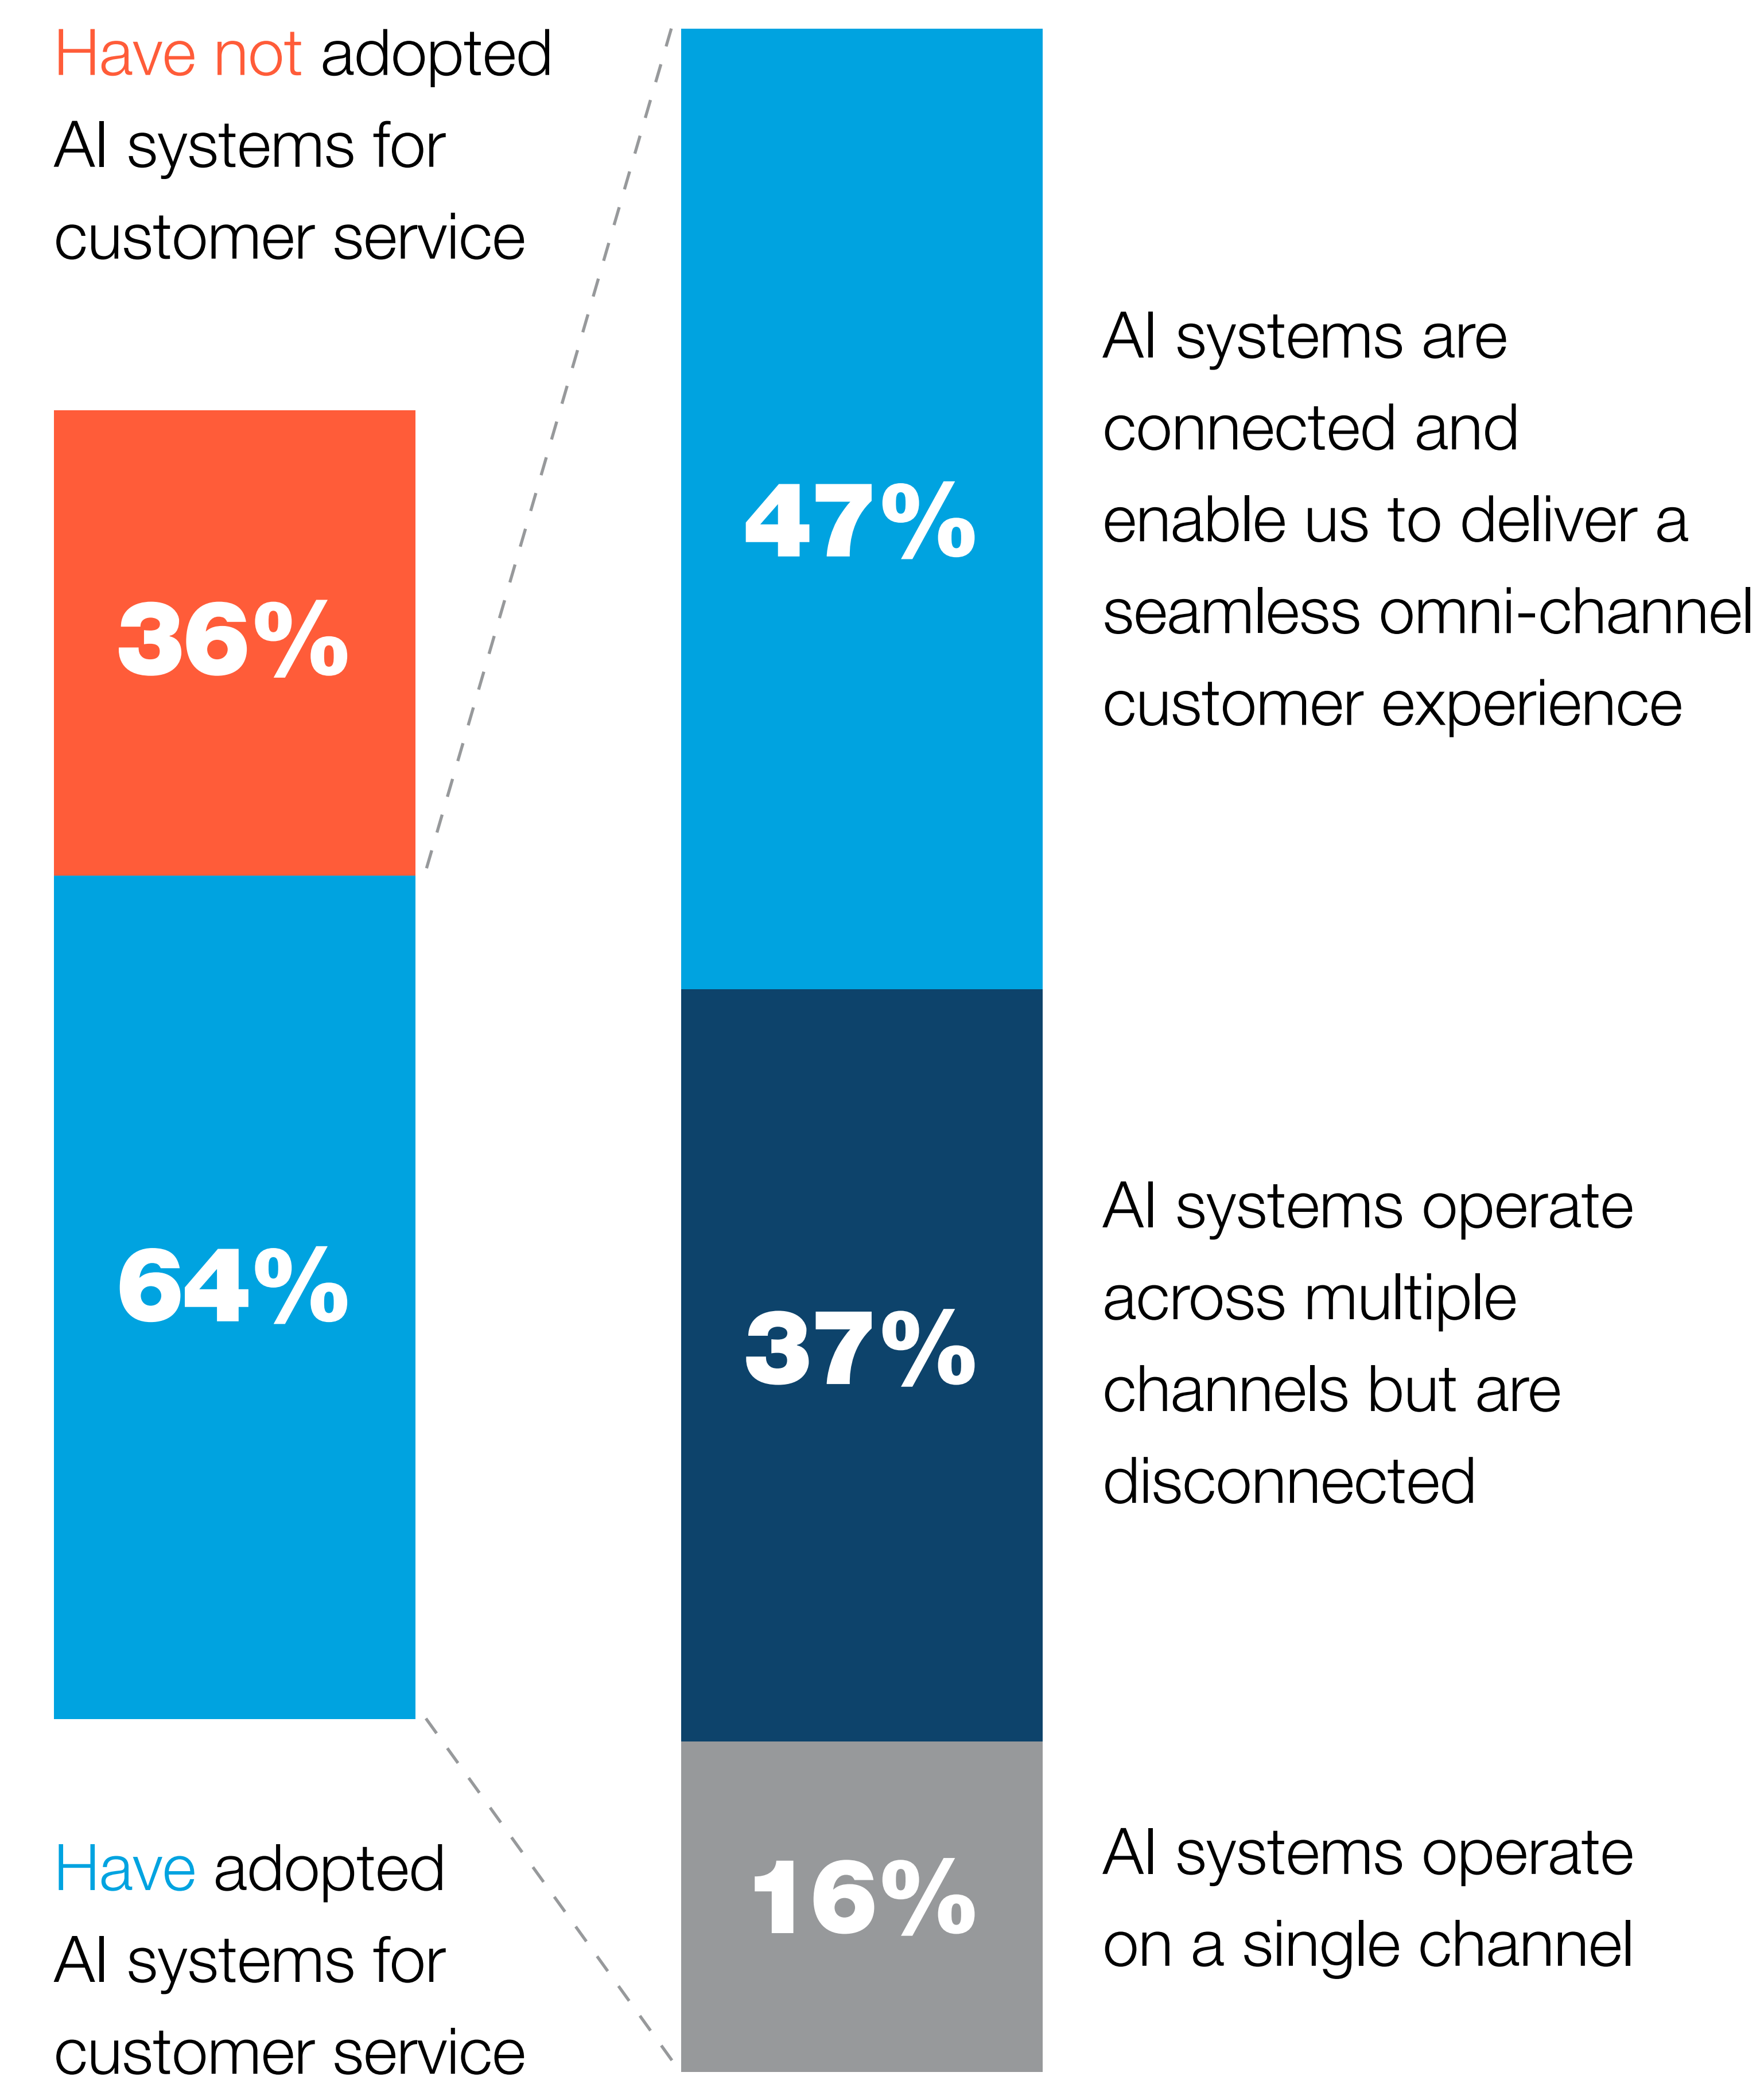 Have not adopted
AI systems for
customer service
36%
64%
Have adopted
AI systems for
customer service
47%
AI systems are
connected and
enable us to deliver a
seamless omni-channel
customer experience
37%
AI systems operate
across multiple
channels but are
disconnected
16%
AI systems operate
on a single channel